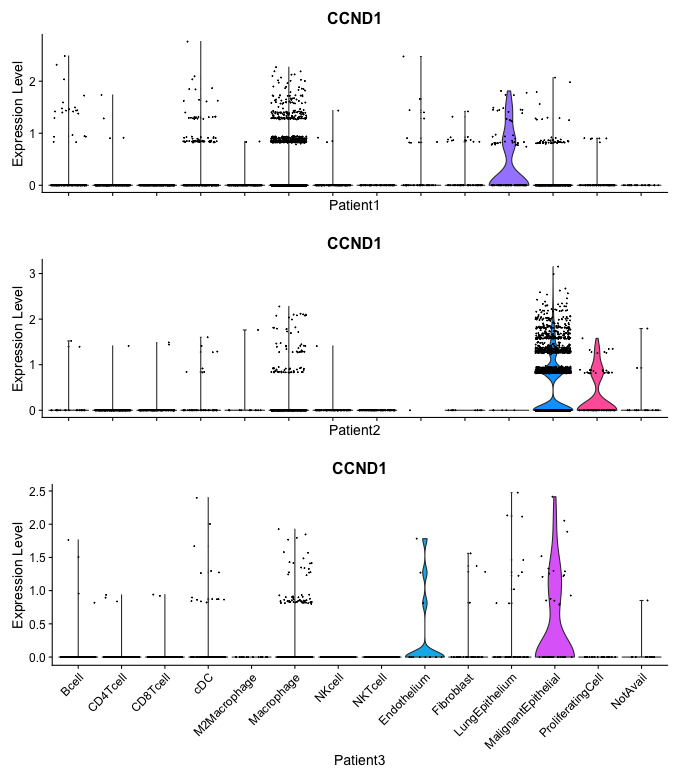 CCND1
Expression Level
2
1
0
Patient1
CCND1
Expression Level
3
2
1
0
Patient2
CCND1
Expression Level
2.5
2.0
1.5
1.0
0.5
0.0
Bcell
CD4Tcell
CD8Tcell
cDC
M2Macrophage
Macrophage
NKcell
NKTcell
Endothelium
Fibroblast
LungEpithelium
MalignantEpithelial
ProliferatingCell
NotAvail
Patient3